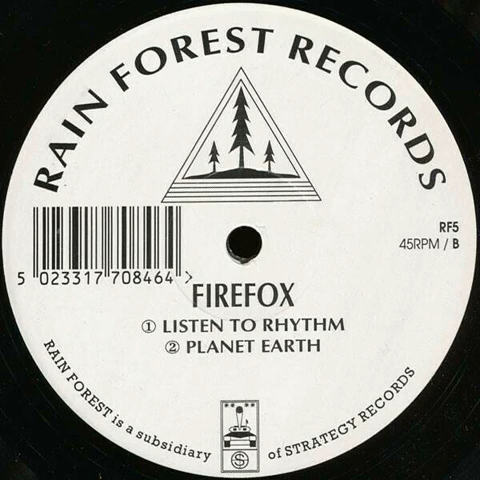 RAIN FOREST RECORDS
RF5
45RPM / B
5 023317 708464 >
FIREFOX
① LISTEN TO RHYTHM
② PLANET EARTH
RAIN FOREST is a subsidiary of STRATEGY RECORDS
S